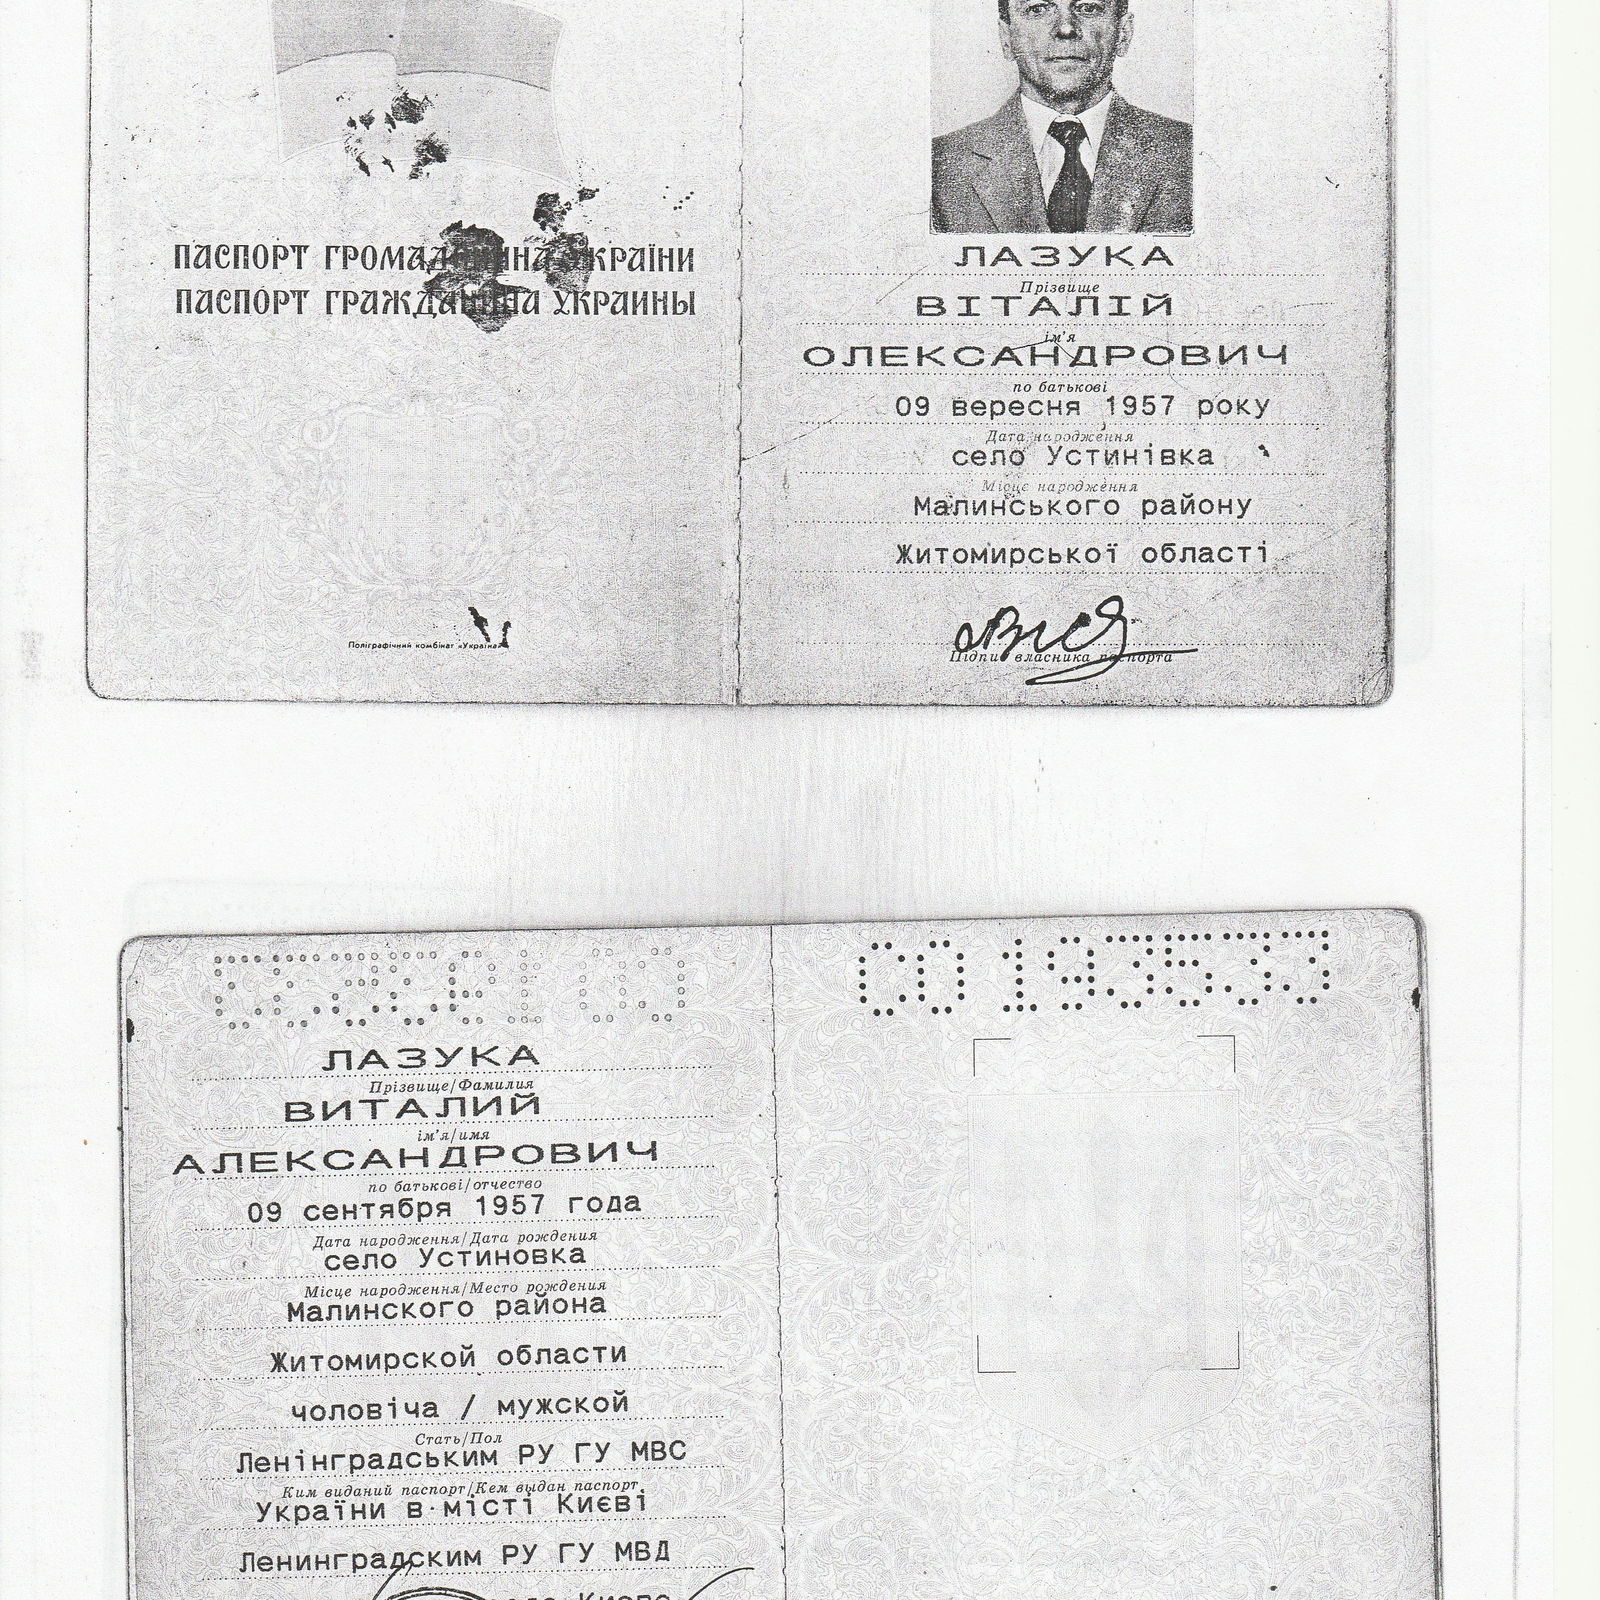 ПАСПОРТ ГРОМАДЯНИНА УКРАЇНИ
ПАСПОРТ ГРАЖДАНИНА УКРАИНЫ
Поліграфічний комбінат «Україна»
ЛАЗУКА
Прізвище
ВІТАЛІЙ
ім'я
ОЛЕКСАНДРОВИЧ
по батькові
09 вересня 1957 року
Дата народження
село Устинівка
Місце народження
Малинського району
Житомирської області
Підпис власника паспорта
СО 193533
ЛАЗУКА
Прізвище/Фамилия
ВИТАЛИЙ
ім'я/имя
АЛЕКСАНДРОВИЧ
по батькові/отчество
09 сентября 1957 года
Дата народження/Дата рождения
село Устиновка
Місце народження/Место рождения
Малинского района
Житомирской области
чоловіча / мужской
Стать/Пол
Ленінградським РУ ГУ МВС
Ким виданий паспорт/Кем выдан паспорт
України в місті Києві
Ленинградским РУ ГУ МВД
Киеве